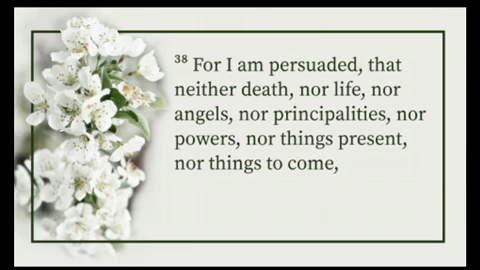 ³⁸ For I am persuaded, that
neither death, nor life, nor
angels, nor principalities, nor
powers, nor things present,
nor things to come,